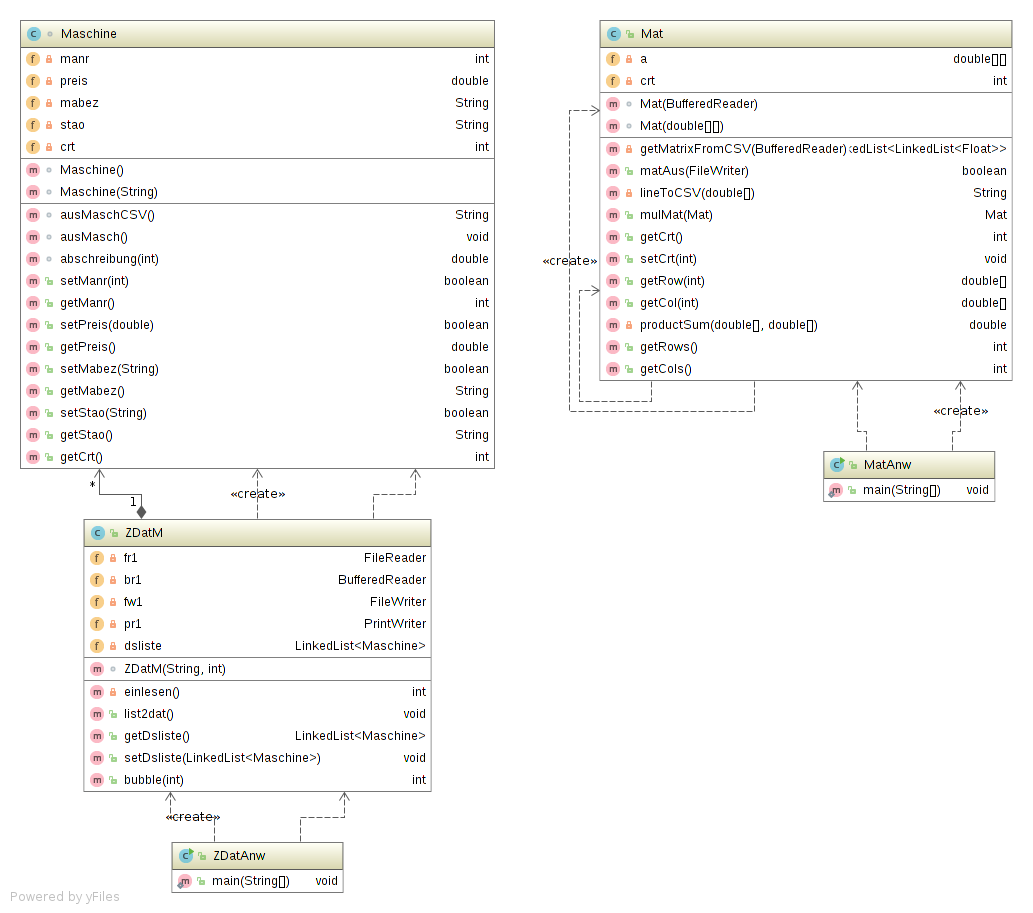 Maschine
manr int
preis double
mabez String
stao String
crt int
Maschine()
Maschine(String)
ausMaschCSV() String
ausMasch() void
abschreibung(int) double
setManr(int) boolean
getManr() int
setPreis(double) boolean
getPreis() double
setMabez(String) boolean
getMabez() String
setStao(String) boolean
getStao() String
getCrt() int
*
«create»
1
ZDatM
fr1 FileReader
br1 BufferedReader
fw1 FileWriter
pr1 PrintWriter
dsliste LinkedList<Maschine>
ZDatM(String, int)
einlesen() int
list2dat() void
getDsliste() LinkedList<Maschine>
setDsliste(LinkedList<Maschine>) void
bubble(int) int
«create»
ZDatAnw
main(String[]) void
Mat
a double[][]
crt int
Mat(BufferedReader)
Mat(double[][])
getMatrixFromCSV(BufferedReader) kedList<LinkedList<Float>>
matAus(FileWriter) boolean
lineToCSV(double[]) String
mulMat(Mat) Mat
getCrt() int
setCrt(int) void
getRow(int) double[]
getCol(int) double[]
productSum(double[], double[]) double
getRows() int
getCols() int
«create»
«create»
MatAnw
main(String[]) void
Powered by yFiles